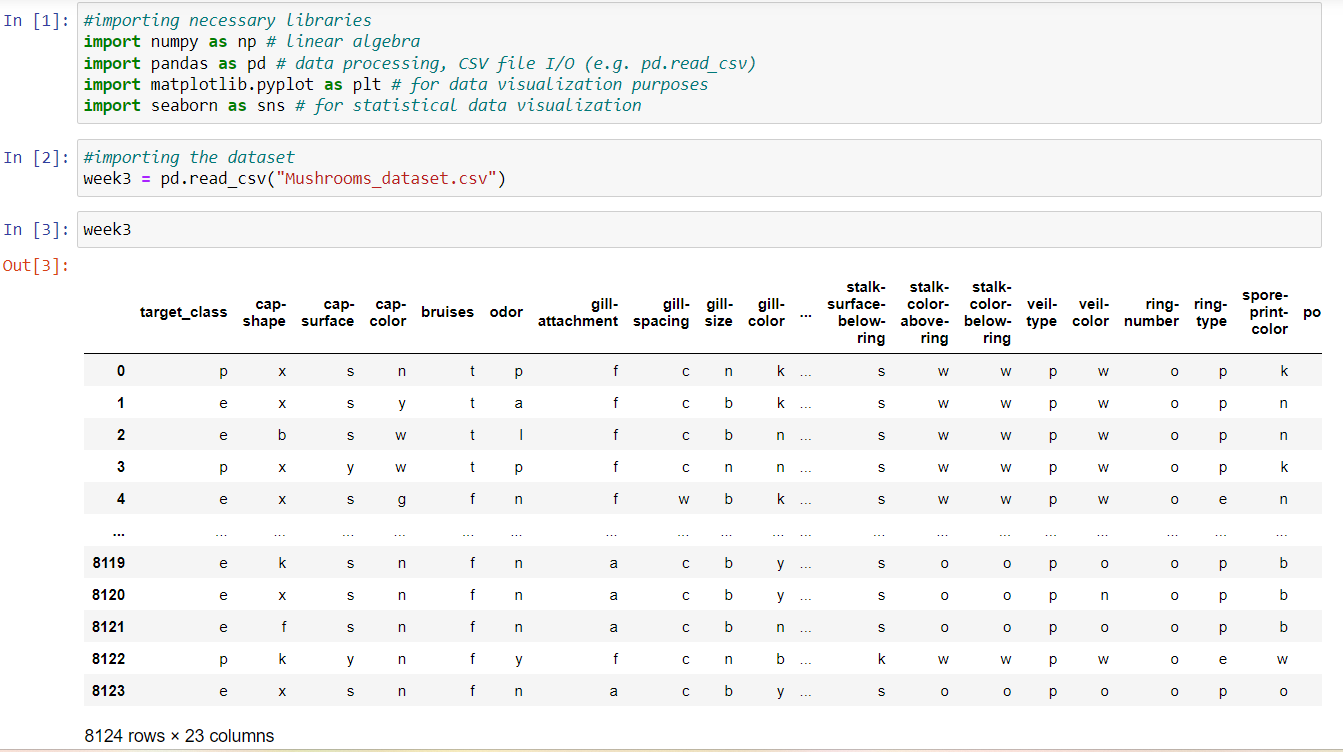 In [1]: #importing necessary libraries
import numpy as np # linear algebra
import pandas as pd # data processing, CSV file I/O (e.g. pd.read_csv)
import matplotlib.pyplot as plt # for data visualization purposes
import seaborn as sns # for statistical data visualization
In [2]: #importing the dataset
week3 = pd.read_csv("Mushrooms_dataset.csv")
In [3]: week3
Out[3]:
target_class cap-shape cap-surface cap-color bruises odor gill-attachment gill-spacing gill-size gill-color ... stalk-surface-below-ring stalk-color-above-ring stalk-color-below-ring veil-type veil-color ring-number ring-type spore-print-color po
0 p x s n t p f c n k ... s w w p w o p k
1 e x s y t a f c b k ... s w w p w o p n
2 e b s w t l f c b n ... s w w p w o p n
3 p x y w t p f c n n ... s w w p w o p k
4 e x s g f n f w b k ... s w w p w o e n
... ... ... ... ... ... ... ... ... ... ... ... ... ... ... ... ... ... ... ...
8119 e k s n f n a c b y ... s o o p o o p b
8120 e x s n f n a c b y ... s o o p n o p b
8121 e f s n f n a c b n ... s o o p o o p b
8122 p k y n f y f c n b ... k w w p w o e w
8123 e x s n f n a c b y ... s o o p o o p o
8124 rows × 23 columns